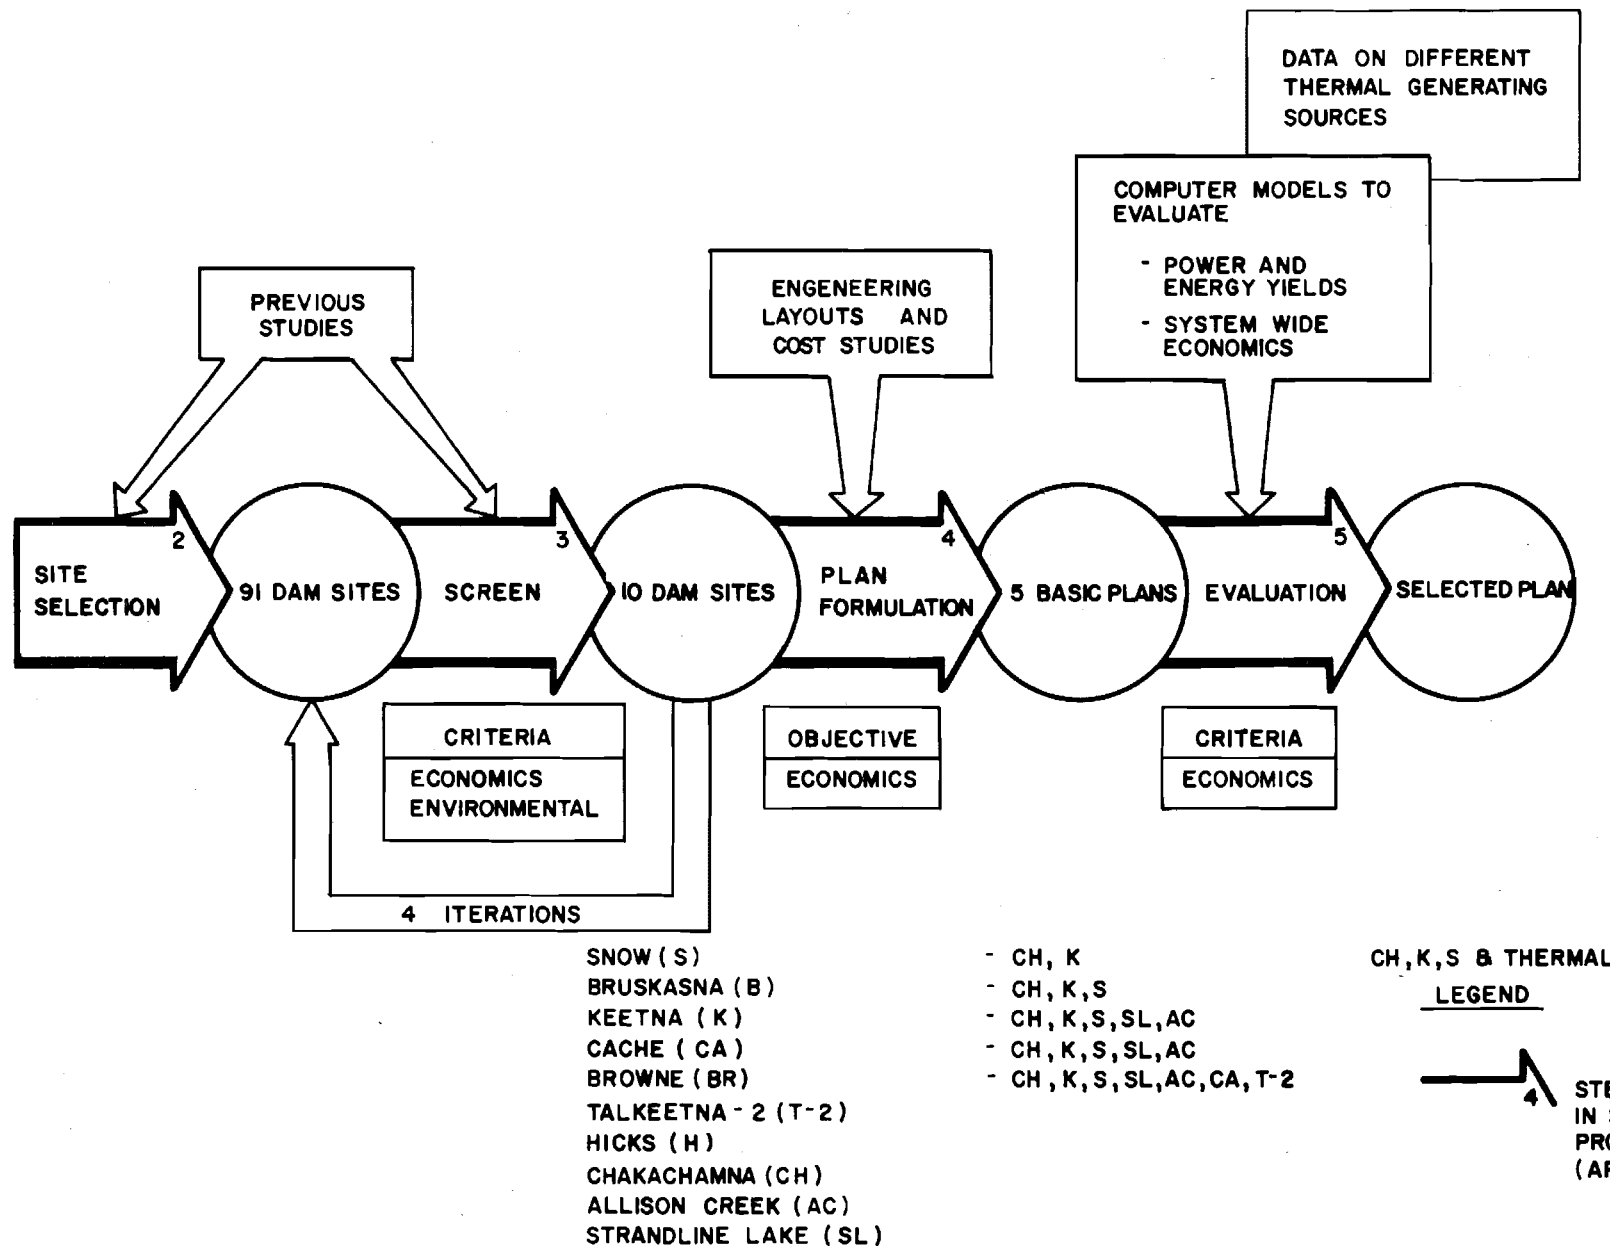 DATA ON DIFFERENT
THERMAL GENERATING
SOURCES
COMPUTER MODELS TO
EVALUATE
- POWER AND
ENERGY YIELDS
- SYSTEM WIDE
ECONOMICS
PREVIOUS
STUDIES
ENGENEERING
LAYOUTS AND
COST STUDIES
2
3
4
5
SITE
SELECTION
91 DAM SITES
SCREEN
10 DAM SITES
PLAN
FORMULATION
5 BASIC PLANS
EVALUATION
SELECTED PLAN
CRITERIA
ECONOMICS
ENVIRONMENTAL
OBJECTIVE
ECONOMICS
CRITERIA
ECONOMICS
4 ITERATIONS
SNOW (S)
BRUSKASNA (B)
KEETNA (K)
CACHE (CA)
BROWNE (BR)
TALKEETNA - 2 (T-2)
HICKS (H)
CHAKACHAMNA (CH)
ALLISON CREEK (AC)
STRANDLINE LAKE (SL)
- CH, K
- CH, K, S
- CH, K, S, SL, AC
- CH, K, S, SL, AC
- CH, K, S, SL, AC, CA, T-2
CH, K, S & THERMAL
LEGEND
4
IN